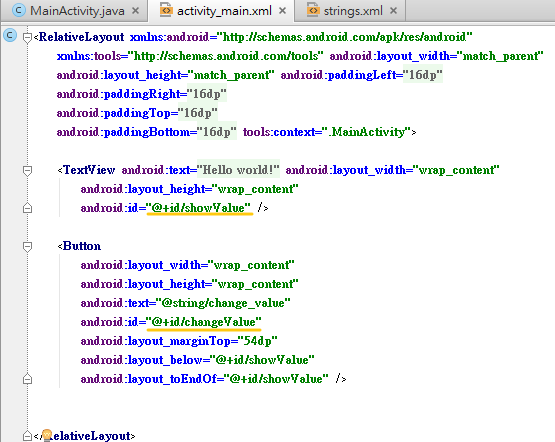 MainActivity.java × activity_main.xml × strings.xml ×
<RelativeLayout xmlns:android="http://schemas.android.com/apk/res/android"
xmlns:tools="http://schemas.android.com/tools" android:layout_width="match_parent"
android:layout_height="match_parent" android:paddingLeft="16dp"
android:paddingRight="16dp"
android:paddingTop="16dp"
android:paddingBottom="16dp" tools:context=".MainActivity">
<TextView android:text="Hello world!" android:layout_width="wrap_content"
android:layout_height="wrap_content"
android:id="@+id/showValue" />
<Button
android:layout_width="wrap_content"
android:layout_height="wrap_content"
android:text="@string/change_value"
android:id="@+id/changeValue"
android:layout_marginTop="54dp"
android:layout_below="@+id/showValue"
android:layout_toEndOf="@+id/showValue" />
</RelativeLayout>